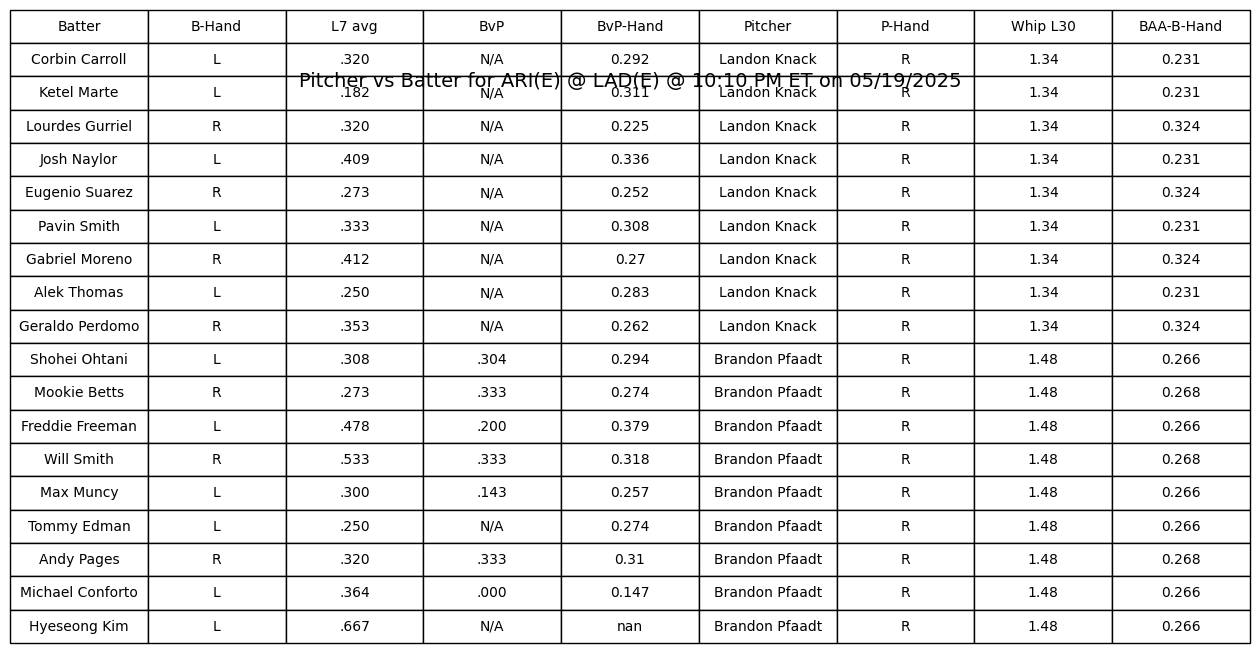 Batter B-Hand L7 avg BvP BvP-Hand Pitcher P-Hand Whip L30 BAA-B-Hand
Corbin Carroll L .320 N/A 0.292 Landon Knack R 1.34 0.231
Pitcher vs Batter for ARI(E) @ LAD(E) @ 10:10 PM ET on 05/19/2025
Ketel Marte L .182 N/A 0.311 Landon Knack R 1.34 0.231
Lourdes Gurriel R .320 N/A 0.225 Landon Knack R 1.34 0.324
Josh Naylor L .409 N/A 0.336 Landon Knack R 1.34 0.231
Eugenio Suarez R .273 N/A 0.252 Landon Knack R 1.34 0.324
Pavin Smith L .333 N/A 0.308 Landon Knack R 1.34 0.231
Gabriel Moreno R .412 N/A 0.27 Landon Knack R 1.34 0.324
Alek Thomas L .250 N/A 0.283 Landon Knack R 1.34 0.231
Geraldo Perdomo R .353 N/A 0.262 Landon Knack R 1.34 0.324
Shohei Ohtani L .308 .304 0.294 Brandon Pfaadt R 1.48 0.266
Mookie Betts R .273 .333 0.274 Brandon Pfaadt R 1.48 0.268
Freddie Freeman L .478 .200 0.379 Brandon Pfaadt R 1.48 0.266
Will Smith R .533 .333 0.318 Brandon Pfaadt R 1.48 0.268
Max Muncy L .300 .143 0.257 Brandon Pfaadt R 1.48 0.266
Tommy Edman L .250 N/A 0.274 Brandon Pfaadt R 1.48 0.266
Andy Pages R .320 .333 0.31 Brandon Pfaadt R 1.48 0.268
Michael Conforto L .364 .000 0.147 Brandon Pfaadt R 1.48 0.266
Hyeseong Kim L .667 N/A nan Brandon Pfaadt R 1.48 0.266